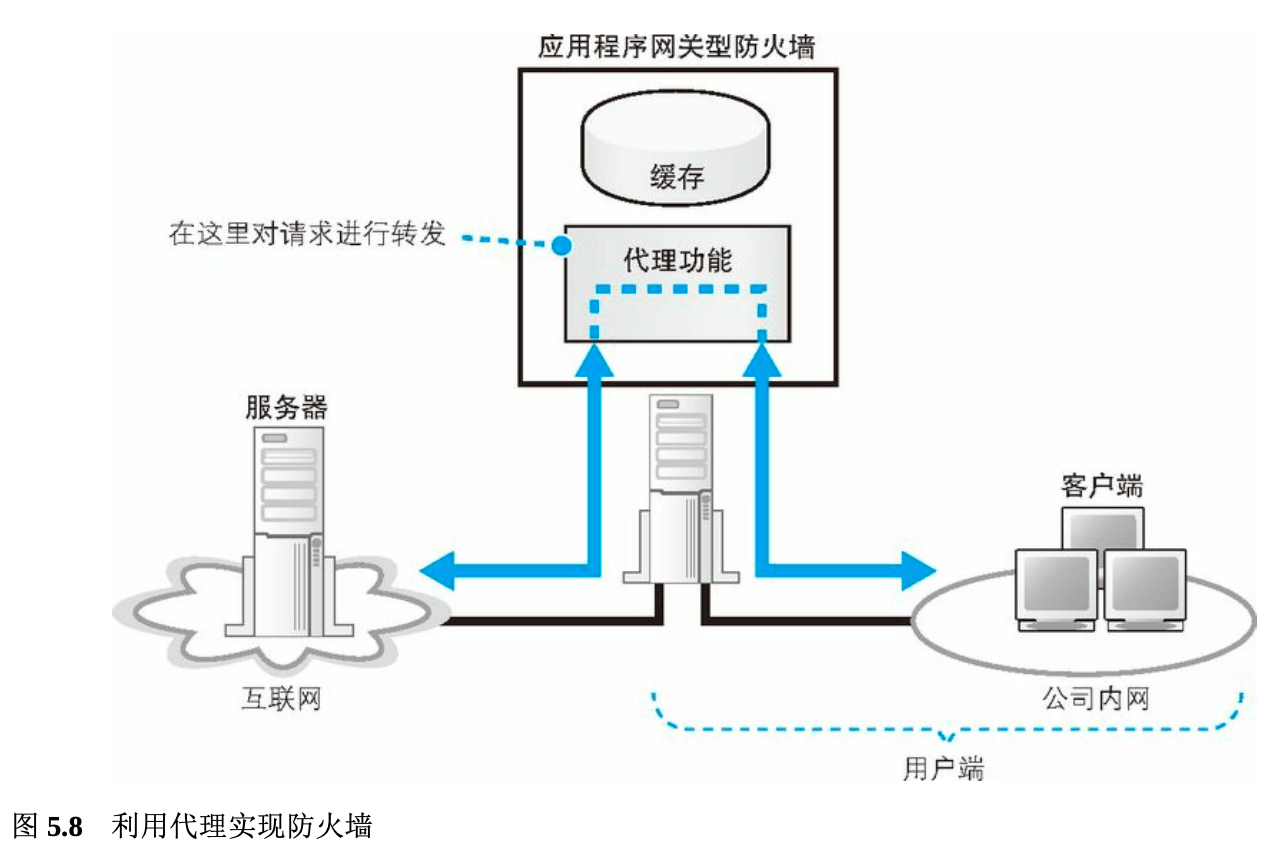 应用程序网关型防火墙
缓存
在这里对请求进行转发
代理功能
服务器
客户端
互联网
公司内网
用户端
图 5.8 利用代理实现防火墙